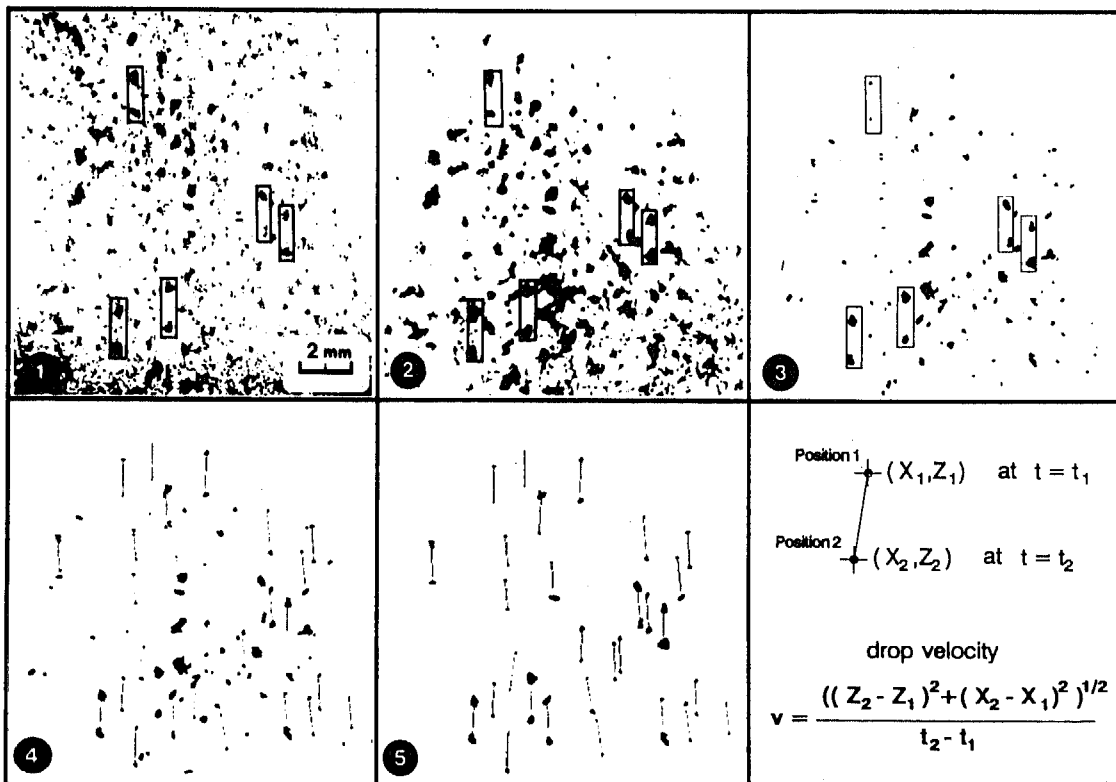 1
2 mm
2
3
4
5
Position 1 (X₁,Z₁) at t = t₁
Position 2 (X₂,Z₂) at t = t₂
drop velocity
v = ((Z₂ - Z₁)² + (X₂ - X₁)²)^1/2 / t₂ - t₁